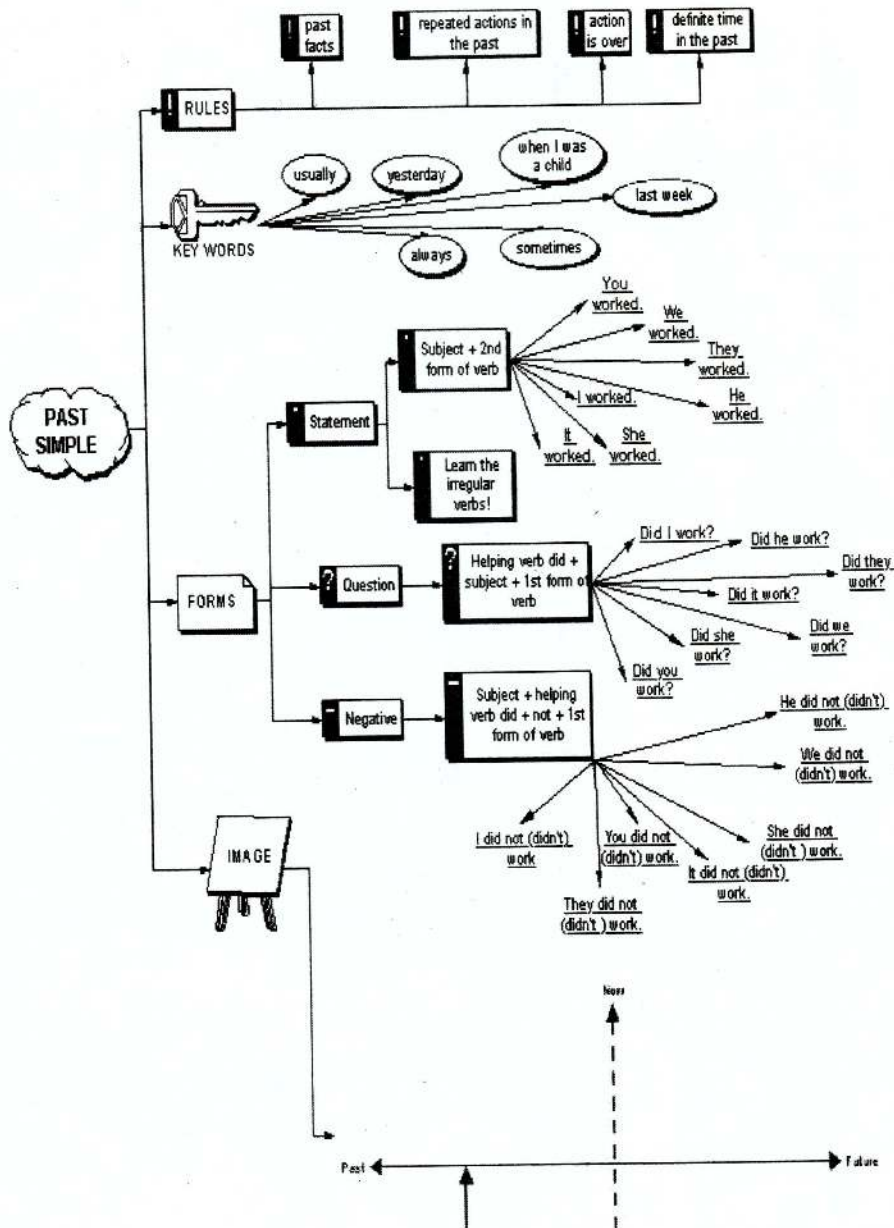 past
facts
repeated actions in
the past
action
is over
definite time
in the past
RULES
usually
yesterday
when I was
a child
last week
KEY WORDS
always
sometimes
PAST
SIMPLE
Statement
Subject + 2nd
form of verb
You
worked.
We
worked.
They
worked.
I worked.
He
worked.
It
worked.
She
worked.
Learn the
irregular
verbs!
FORMS
Question
Helping verb did +
subject + 1st form of
verb
Did I work?
Did he work?
Did they
work?
Did it work?
Did she
work?
Did we
work?
Did you
work?
Negative
Subject + helping
verb did + not + 1st
form of verb
He did not (didn't)
work.
We did not
(didn't) work.
I did not (didn't)
work
You did not
(didn't) work.
She did not
(didn't ) work.
It did not (didn't)
work.
They did not
(didn't ) work.
IMAGE
Now
Past
Future